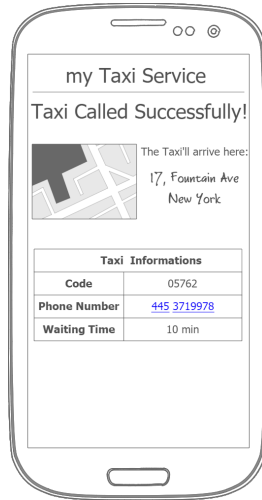 my Taxi Service
Taxi Called Successfully!
The Taxi'll arrive here:
17, Fountain Ave
New York
Taxi Informations
Code 05762
Phone Number 445 3719978
Waiting Time 10 min